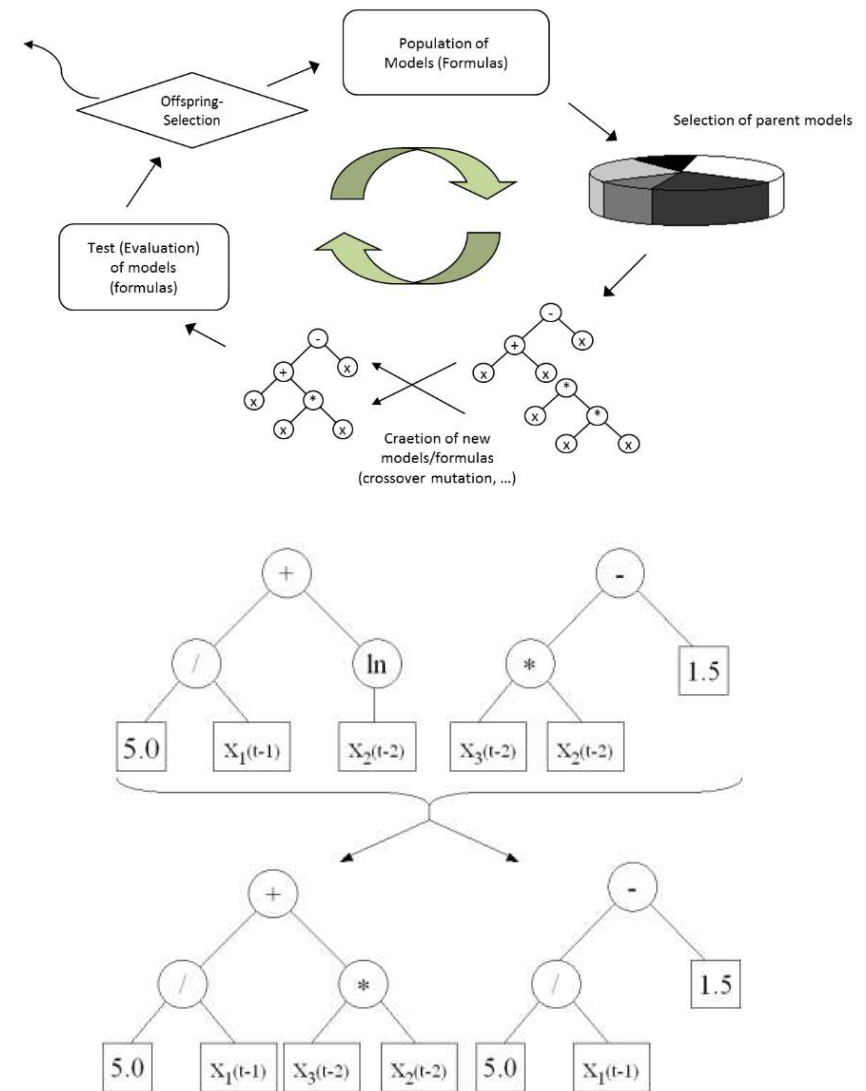 Population of
Models (Formulas)
Offspring-
Selection
Selection of parent models
Test (Evaluation)
of models
(formulas)
-
+
x
x
*
x
x
-
+
x
x
x
*
x
*
x
x
Craetion of new
models/formulas
(crossover mutation, ...)
+
-
/
ln
*
1.5
5.0
X1(t-1)
X2(t-2)
X3(t-2)
X2(t-2)
+
-
/
*
/
1.5
5.0
X1(t-1)
X3(t-2)
X2(t-2)
5.0
X1(t-1)